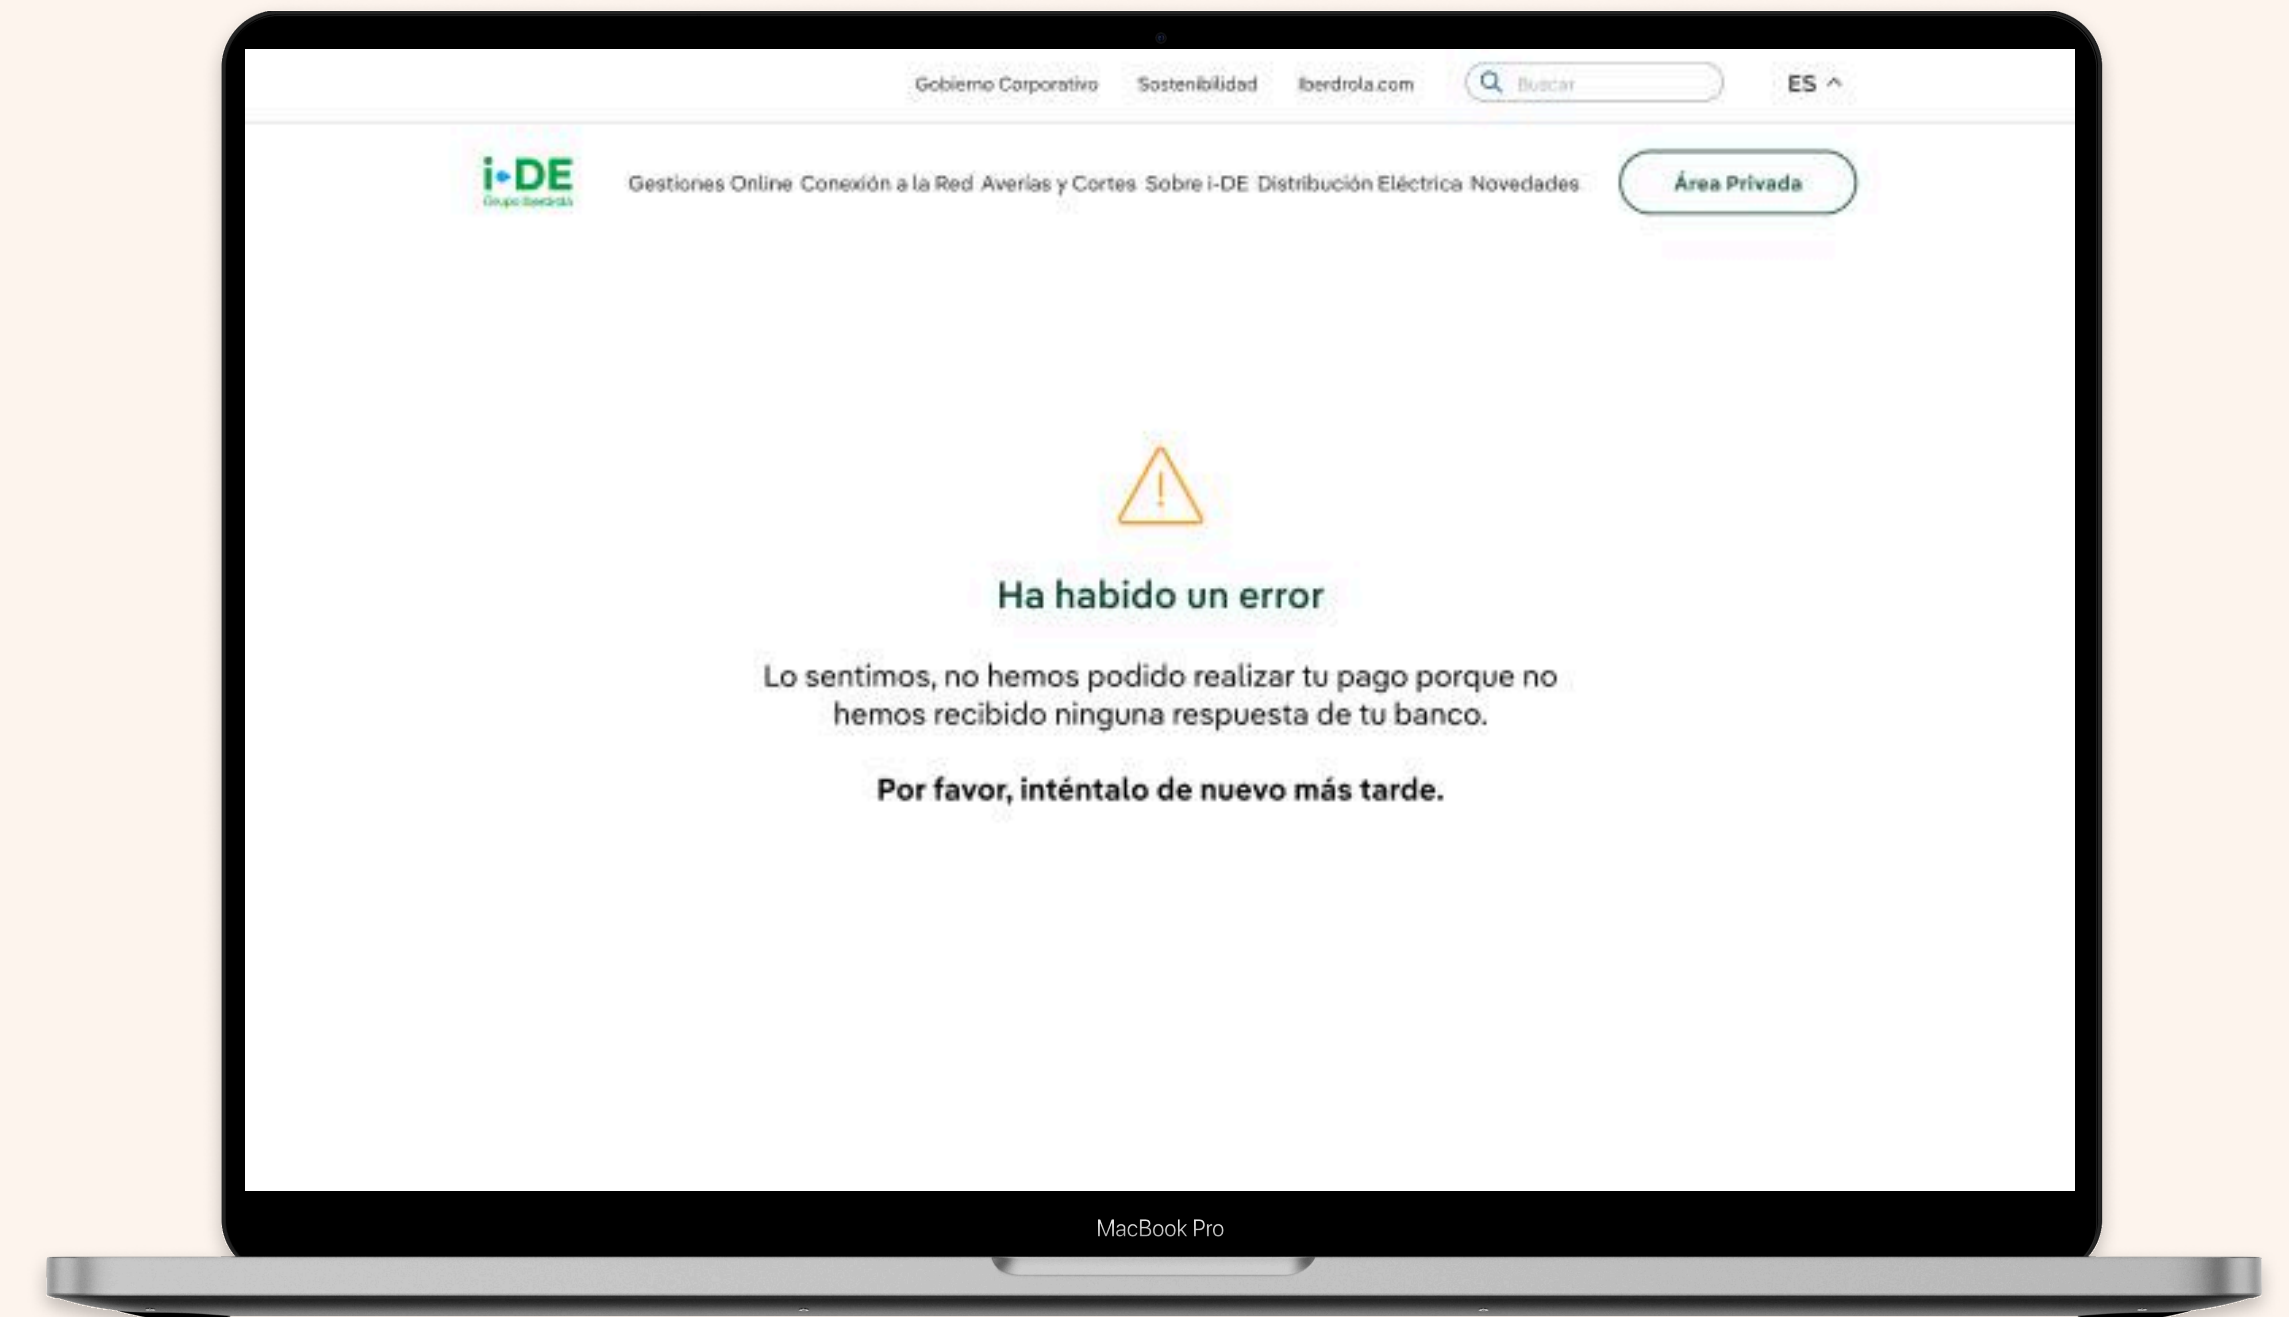 Gobierno Corporativo Sostenibilidad Iberdrola.com Buscar ES
i-DE
Grupo Iberdrola
Gestiones Online Conexión a la Red Averías y Cortes Sobre i-DE Distribución Eléctrica Novedades Área Privada
Ha habido un error
Lo sentimos, no hemos podido realizar tu pago porque no
hemos recibido ninguna respuesta de tu banco.
Por favor, inténtalo de nuevo más tarde.
MacBook Pro